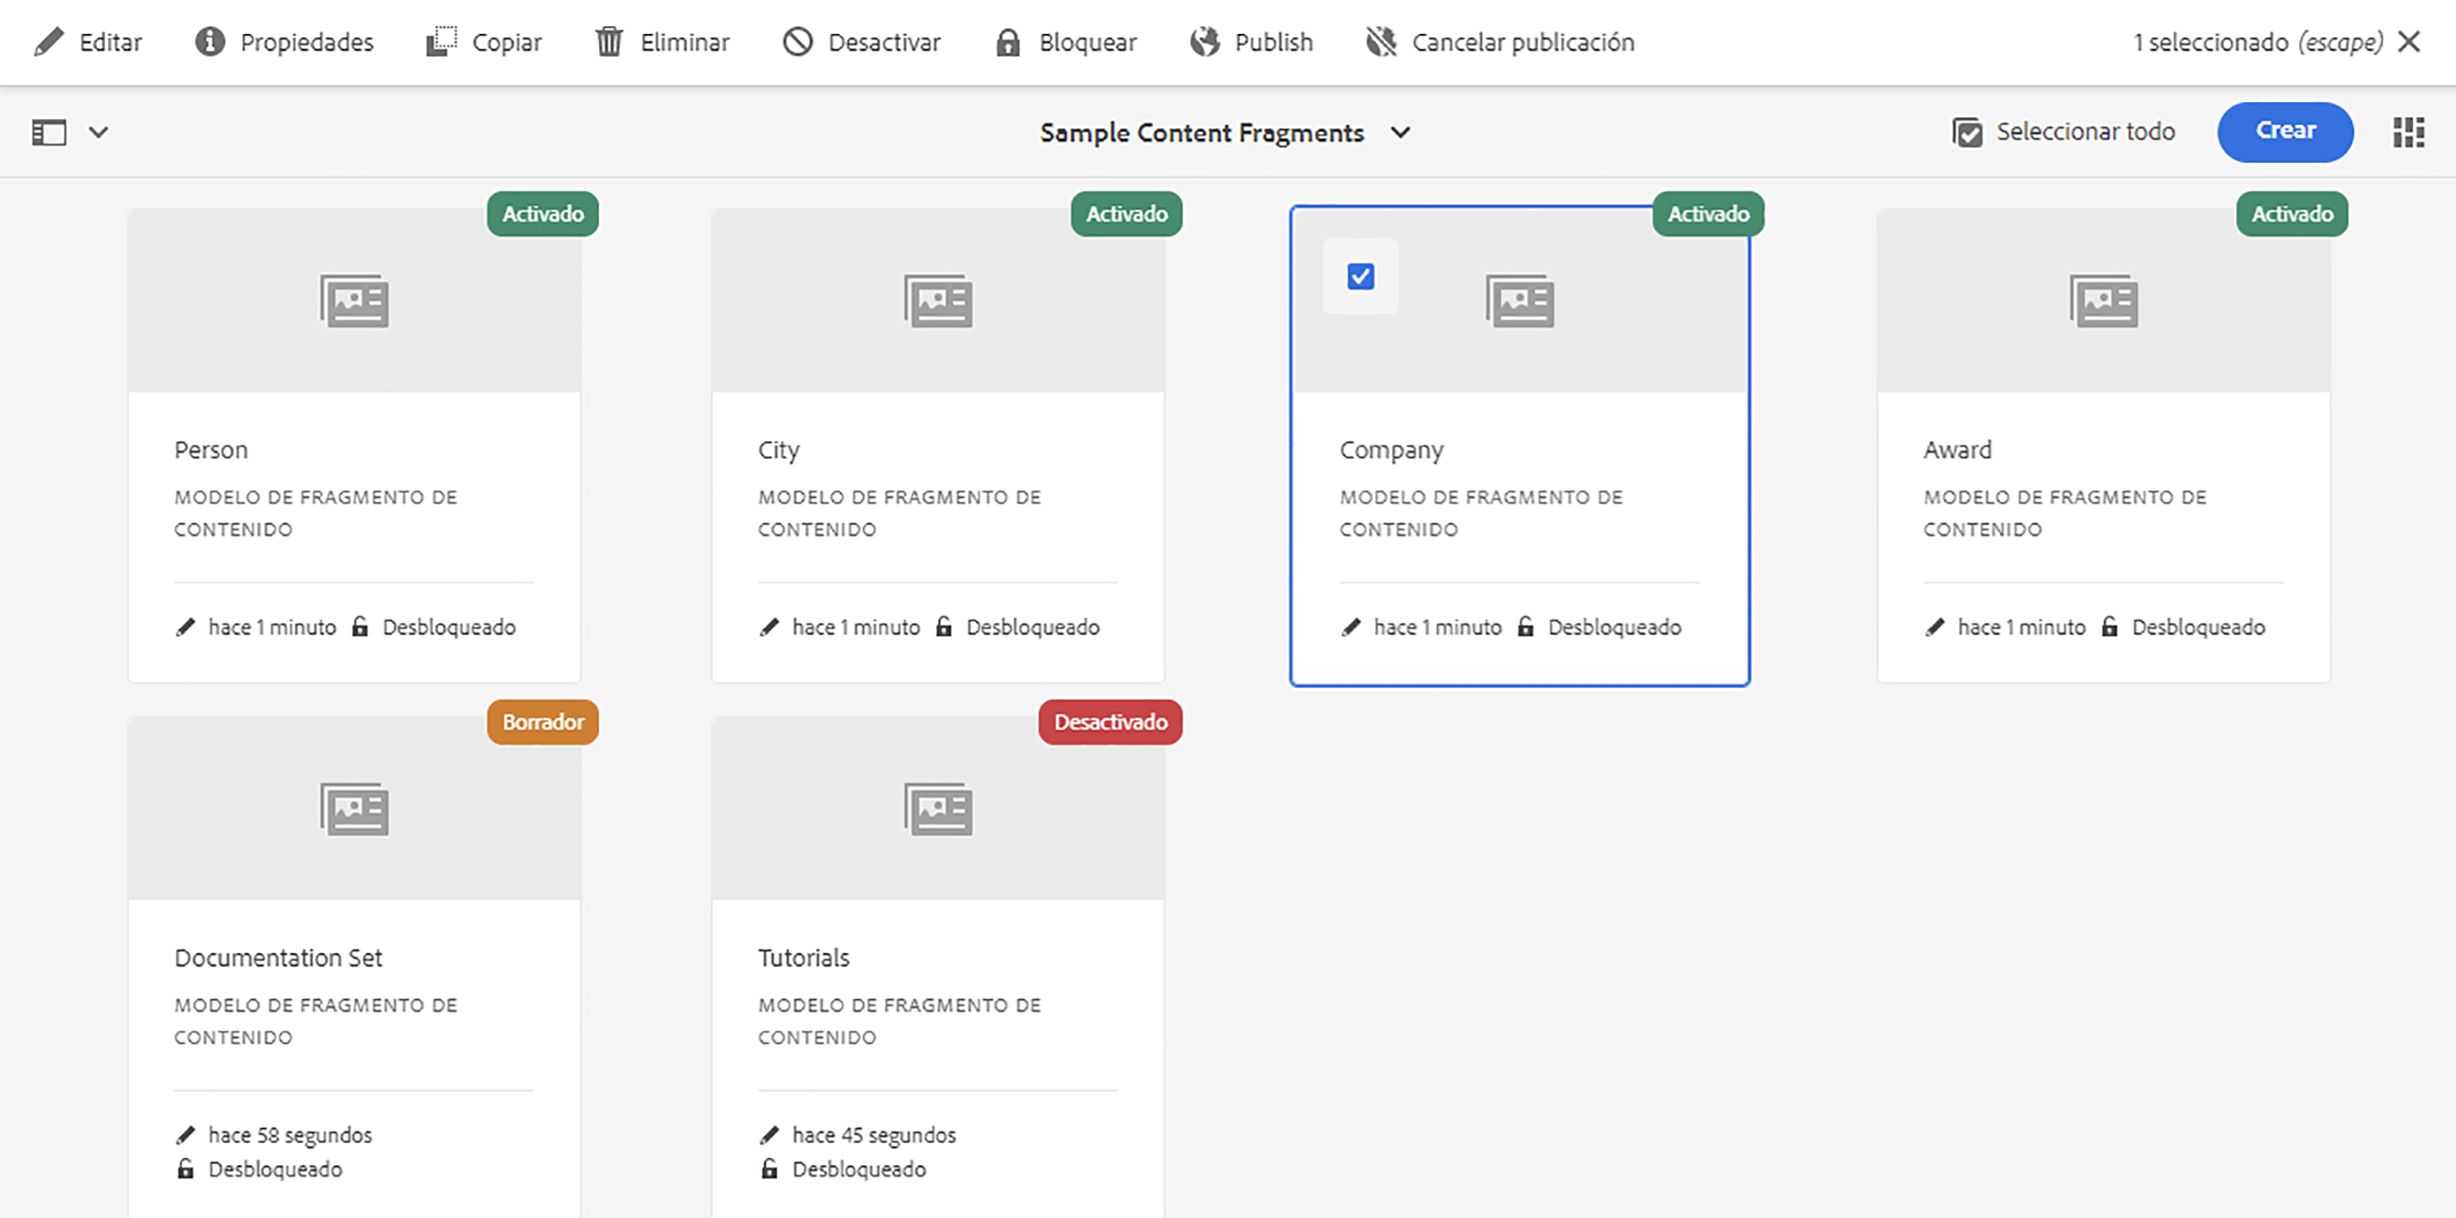 Editar Propiedades Copiar Eliminar Desactivar Bloquear Publish Cancelar publicación 1 seleccionado (escape)
Sample Content Fragments Seleccionar todo Crear
Activado Activado Activado Activado
Person City Company Award
MODELO DE FRAGMENTO DE MODELO DE FRAGMENTO DE MODELO DE FRAGMENTO DE MODELO DE FRAGMENTO DE
CONTENIDO CONTENIDO CONTENIDO CONTENIDO
hace 1 minuto Desbloqueado hace 1 minuto Desbloqueado hace 1 minuto Desbloqueado hace 1 minuto Desbloqueado
Borrador Desactivado
Documentation Set Tutorials
MODELO DE FRAGMENTO DE MODELO DE FRAGMENTO DE
CONTENIDO CONTENIDO
hace 58 segundos hace 45 segundos
Desbloqueado Desbloqueado